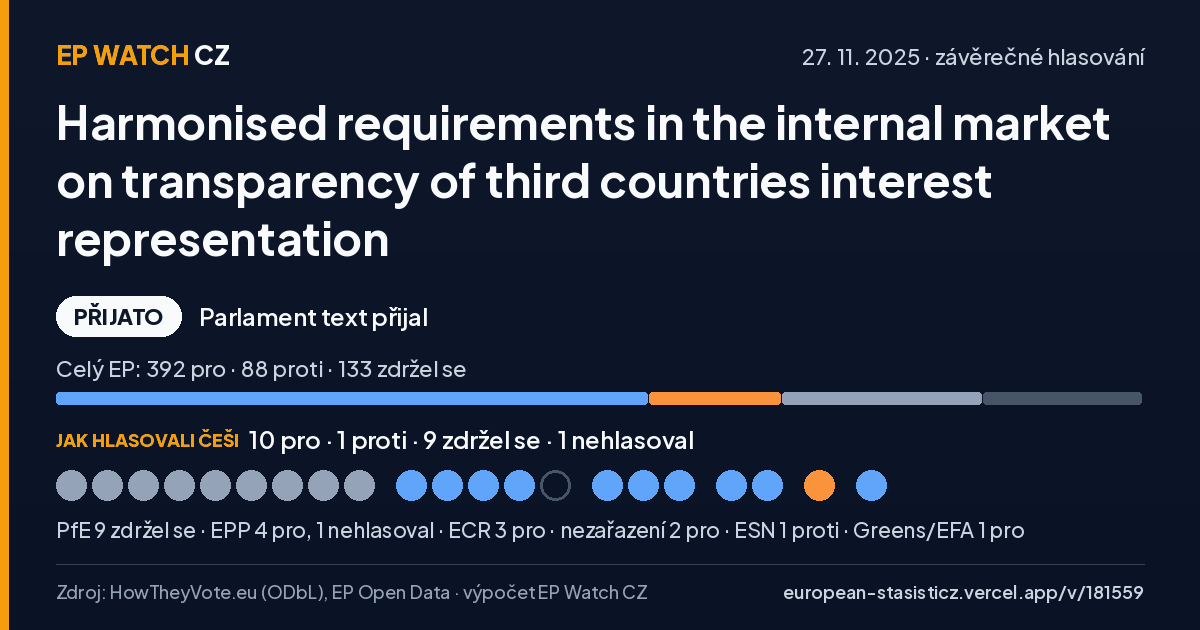 EP WATCH CZ
27. 11. 2025 · závěrečné hlasování
Harmonised requirements in the internal market
on transparency of third countries interest
representation
PŘIJATO Parlament text přijal
Celý EP: 392 pro · 88 proti · 133 zdržel se
JAK HLASOVALI ČEŠI 10 pro · 1 proti · 9 zdržel se · 1 nehlasoval
PfE 9 zdržel se · EPP 4 pro, 1 nehlasoval · ECR 3 pro · nezařazení 2 pro · ESN 1 proti · Greens/EFA 1 pro
Zdroj: HowTheyVote.eu (ODbL), EP Open Data · výpočet EP Watch CZ
european-stasisticz.vercel.app/v/181559